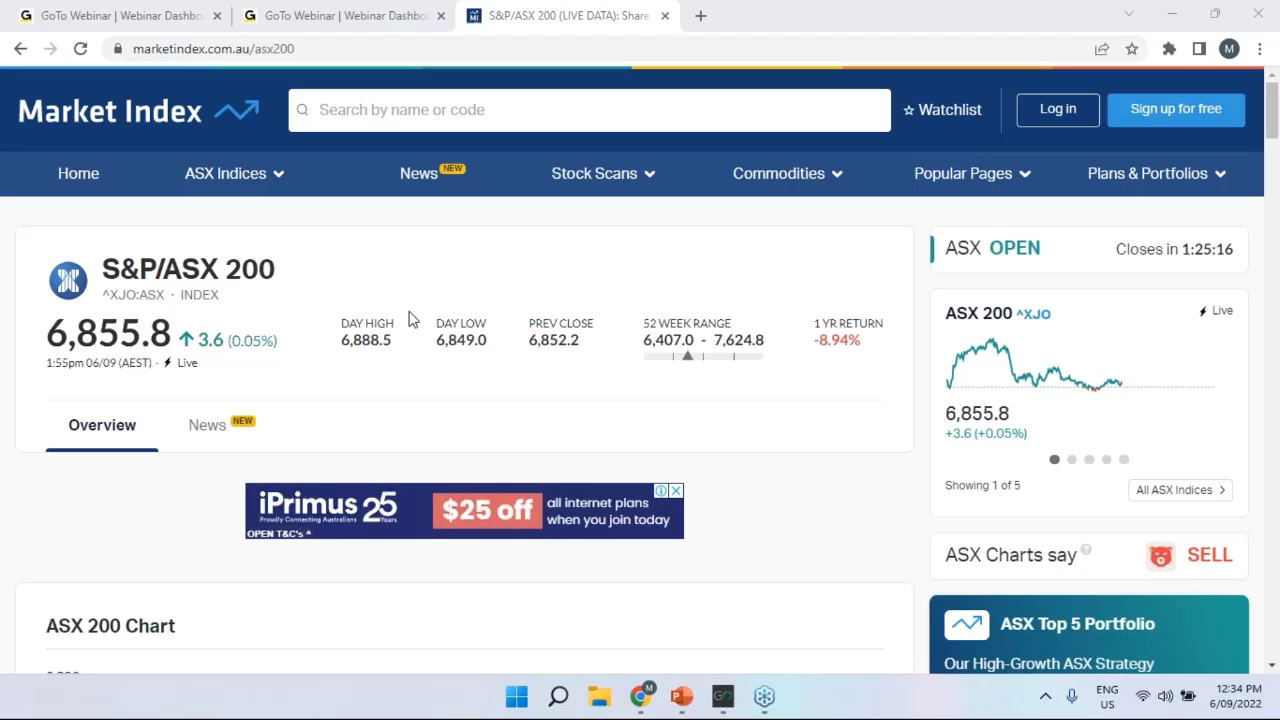 GoTo Webinar | Webinar Dashbo
GoTo Webinar | Webinar Dashbo
S&P/ASX 200 (LIVE DATA): Share
marketindex.com.au/asx200
M
Market Index
Search by name or code
Watchlist
Log in
Sign up for free
Home
ASX Indices
News NEW
Stock Scans
Commodities
Popular Pages
Plans & Portfolios
S&P/ASX 200
^XJO:ASX · INDEX
6,855.8 3.6 (0.05%)
1:55pm 06/09 (AEST) · Live
DAY HIGH
6,888.5
DAY LOW
6,849.0
PREV CLOSE
6,852.2
52 WEEK RANGE
6,407.0 - 7,624.8
1 YR RETURN
-8.94%
Overview
News NEW
iPrimus 25 Years
Proudly Connecting Australians
OPEN T&C's ^
$25 off
all internet plans
when you join today
ASX 200 Chart
ASX OPEN
Closes in 1:25:16
ASX 200 ^XJO
Live
6,855.8
+3.6 (+0.05%)
Showing 1 of 5
All ASX Indices
ASX Charts say
SELL
ASX Top 5 Portfolio
Our High-Growth ASX Strategy
M
ENG
US
12:34 PM
6/09/2022